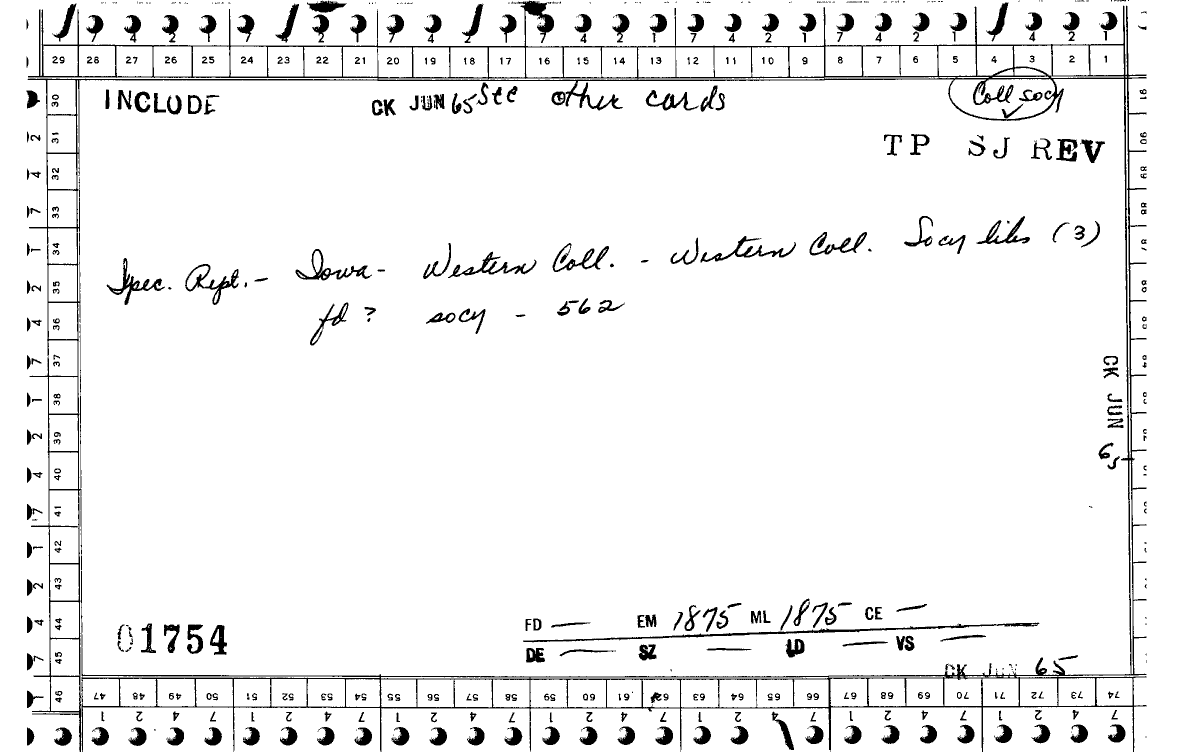 7 4 2 1 7 4 2 1 7 4 2 1 7 4 2 1 7 4 2 1 7 4 2 1 7 4 2 1
29 28 27 26 25 24 23 22 21 20 19 18 17 16 15 14 13 12 11 10 9 8 7 6 5 4 3 2 1
INCLUDE CK JUN 65 See other cards Coll socy
TP SJ REV
Spec. Rept. - Iowa - Western Coll. - Western Coll. Socy libs (3)
fd ? socy - 562
CK JUN 65
01754
FD — EM 1875 ML 1875 CE —
DE — SZ — LD — VS —
CK JUN 65
30 31 32 33 34 35 36 37 38 39 40 41 42 43 44 45 46
47 48 49 50 51 52 53 54 55 56 57 58 59 60 61 62 63 64 65 66 67 68 69 70 71 72 73 74
1 2 4 7 1 2 4 7 1 2 4 7 1 2 4 7 1 2 4 7 1 2 4 7 1 2 4 7